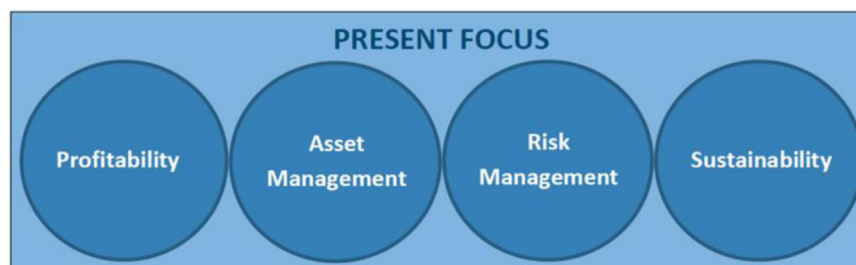 PRESENT FOCUS
Profitability
Asset
Management
Risk
Management
Sustainability